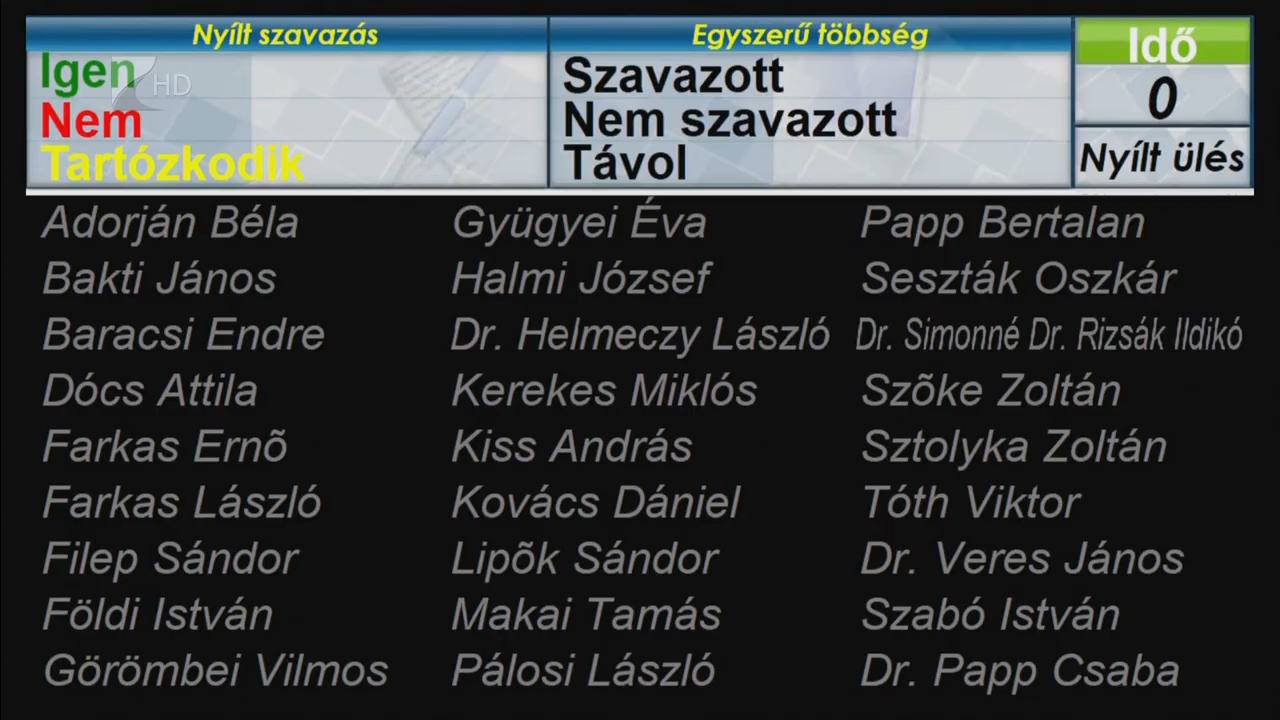 Nyílt szavazás
Egyszerű többség
Idő
Igen
HD
Nem
Tartózkodik
Szavazott
Nem szavazott
Távol
0
Nyílt ülés
Adorján Béla
Gyügyei Éva
Papp Bertalan
Bakti János
Halmi József
Seszták Oszkár
Baracsi Endre
Dr. Helmeczy László
Dr. Simonné Dr. Rizsák Ildikó
Dócs Attila
Kerekes Miklós
Szõke Zoltán
Farkas Ernõ
Kiss András
Sztolyka Zoltán
Farkas László
Kovács Dániel
Tóth Viktor
Filep Sándor
Lipõk Sándor
Dr. Veres János
Földi István
Makai Tamás
Szabó István
Görömbei Vilmos
Pálosi László
Dr. Papp Csaba